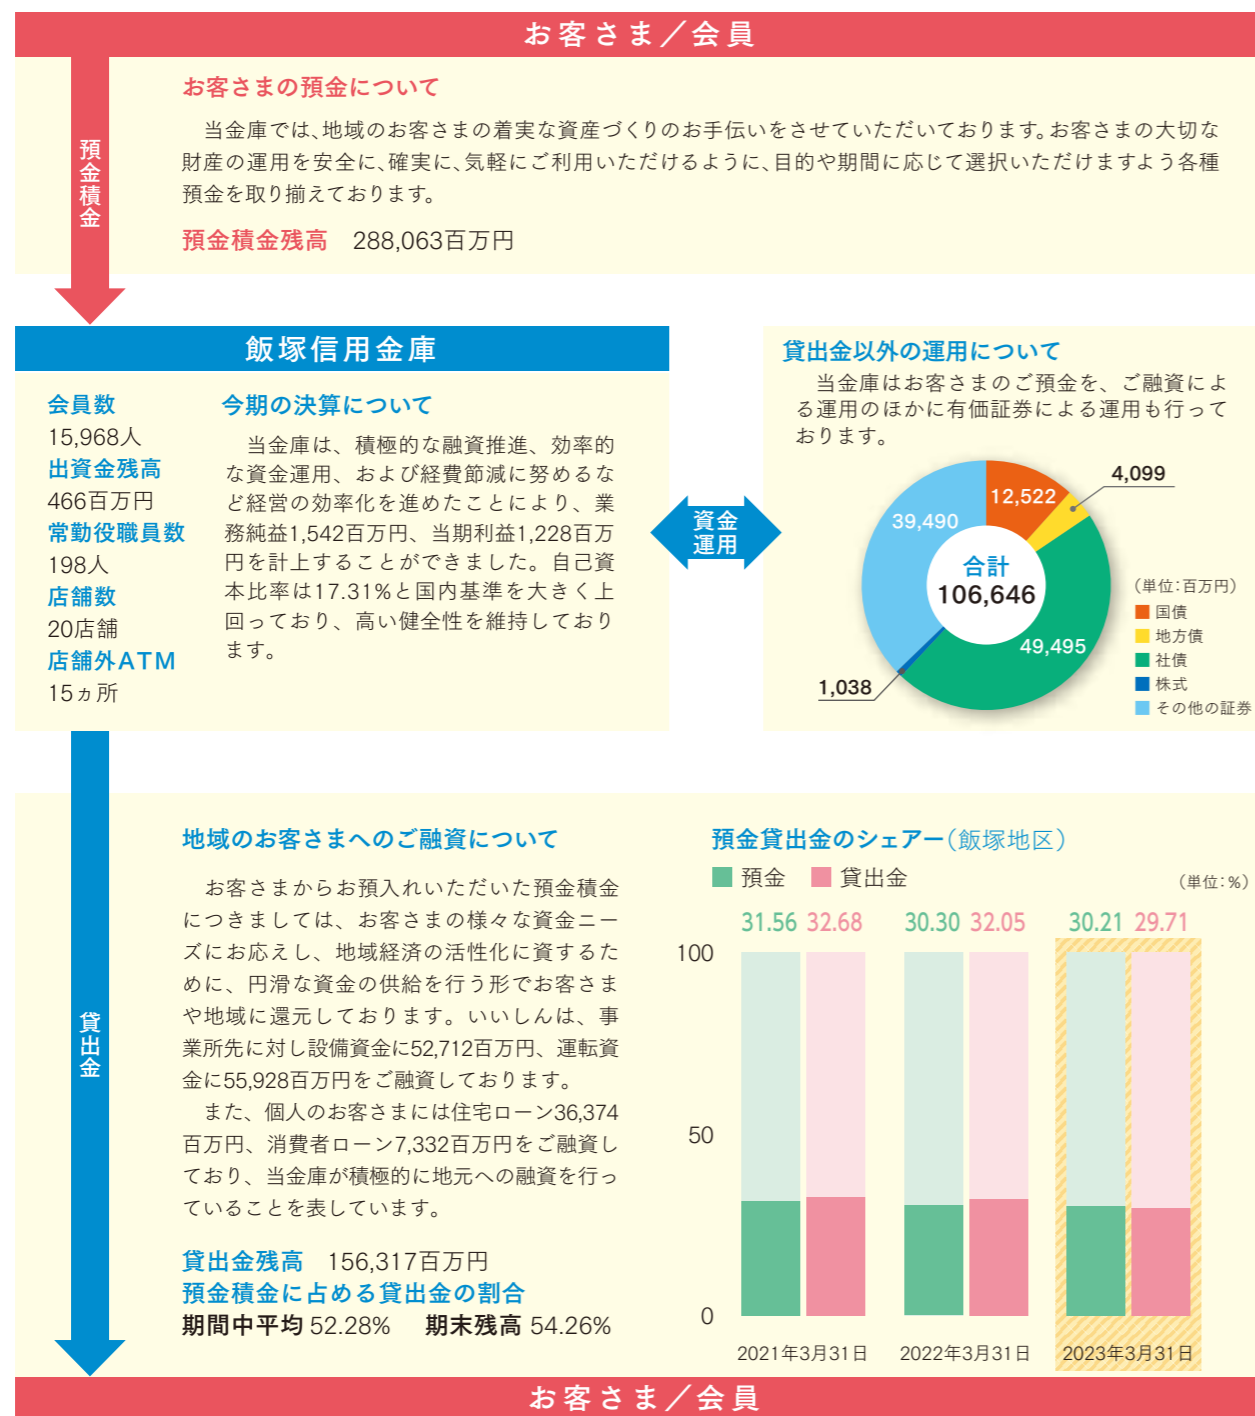 お客さま／会員
預金積金
お客さまの預金について
　当金庫では、地域のお客さまの着実な資産づくりのお手伝いをさせていただいております。お客さまの大切な
財産の運用を安全に、確実に、気軽にご利用いただけるように、目的や期間に応じて選択いただけますよう各種
預金を取り揃えております。
預金積金残高　288,063百万円
飯塚信用金庫
会員数
15,968人
出資金残高
466百万円
常勤役職員数
198人
店舗数
20店舗
店舗外ATM
15ヵ所
今期の決算について
　当金庫は、積極的な融資推進、効率的
な資金運用、および経費節減に努めるな
ど経営の効率化を進めたことにより、業
務純益1,542百万円、当期利益1,228百万
円を計上することができました。自己資
本比率は17.31%と国内基準を大きく上
回っており、高い健全性を維持しており
ます。
資金
運用
貸出金以外の運用について
　当金庫はお客さまのご預金を、ご融資によ
る運用のほかに有価証券による運用も行って
おります。
12,522
4,099
39,490
合計
106,646
49,495
1,038
（単位：百万円）
国債
地方債
社債
株式
その他の証券
貸出金
地域のお客さまへのご融資について
　お客さまからお預入れいただいた預金積金
につきましては、お客さまの様々な資金ニー
ズにお応えし、地域経済の活性化に資するた
めに、円滑な資金の供給を行う形でお客さま
や地域に還元しております。いいしんは、事
業所先に対し設備資金に52,712百万円、運転資
金に55,928百万円をご融資しております。
　また、個人のお客さまには住宅ローン36,374
百万円、消費者ローン7,332百万円をご融資し
ており、当金庫が積極的に地元への融資を行っ
ていることを表しています。
貸出金残高　156,317百万円
預金積金に占める貸出金の割合
期間中平均 52.28%　期末残高 54.26%
預金貸出金のシェアー（飯塚地区）
預金 貸出金
（単位：%）
31.56 32.68 30.30 32.05 30.21 29.71
100
50
0
2021年3月31日 2022年3月31日 2023年3月31日
お客さま／会員